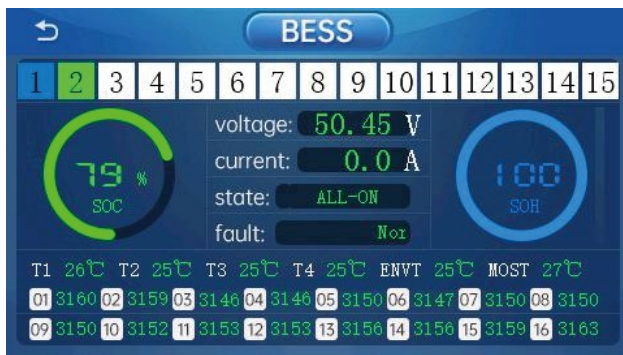 BESS
1 2 3 4 5 6 7 8 9 10 11 12 13 14 15
voltage: 50.45 V
current: 0.0 A
state: ALL-ON
fault: Nor
79 %
SOC
100
SOH
T1 26℃ T2 25℃ T3 25℃ T4 25℃ ENVT 25℃ MOST 27℃
01 3160 02 3159 03 3146 04 3146 05 3150 06 3147 07 3150 08 3150
09 3150 10 3152 11 3153 12 3153 13 3156 14 3156 15 3159 16 3163